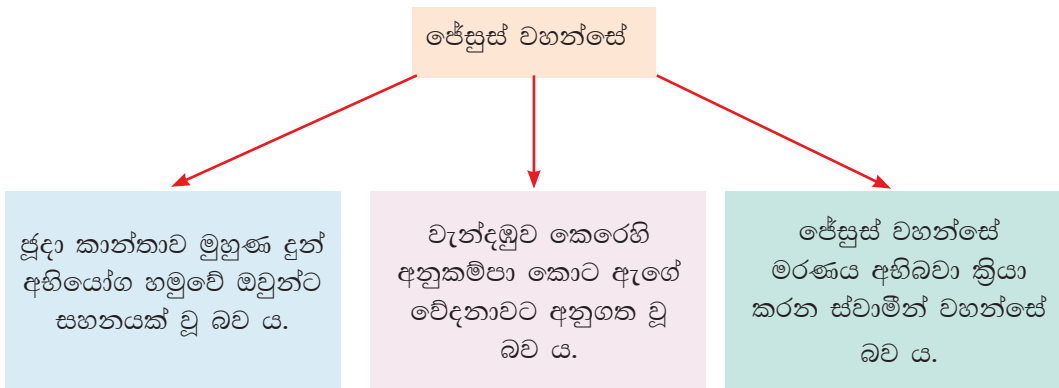 ජේසුස් වහන්සේ
ජූදා කාන්තාව මුහුණ දුන්
අභියෝග හමුවේ ඔවුන්ට
සහනයක් වූ බව ය.
වැන්දඹුව කෙරෙහි
අනුකම්පා කොට ඇගේ
වේදනාවට අනුගත වූ
බව ය.
ජේසුස් වහන්සේ
මරණය අභිබවා ක්‍රියා
කරන ස්වාමීන් වහන්සේ
බව ය.